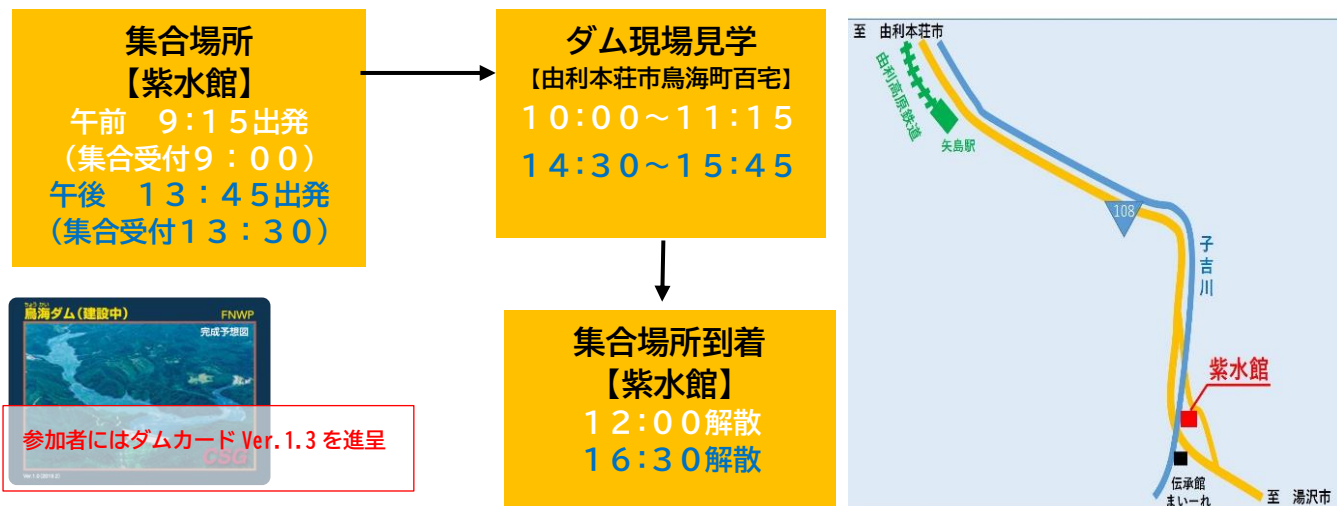 集合場所
【紫水館】
午前　９：１５出発
（集合受付９：００）
午後　１３：４５出発
（集合受付１３：３０）
ダム現場見学
【由利本荘市鳥海町百宅】
１０：００～１１：１５
１４：３０～１５：４５
集合場所到着
【紫水館】
１２：００解散
１６：３０解散
鳥海ダム(建設中)
FNWP
完成予想図
参加者にはダムカード Ver.1.3 を進呈
CSG
至　由利本荘市
由利高原鉄道
矢島駅
108
子吉川
紫水館
伝承館
まいーれ
至　湯沢市